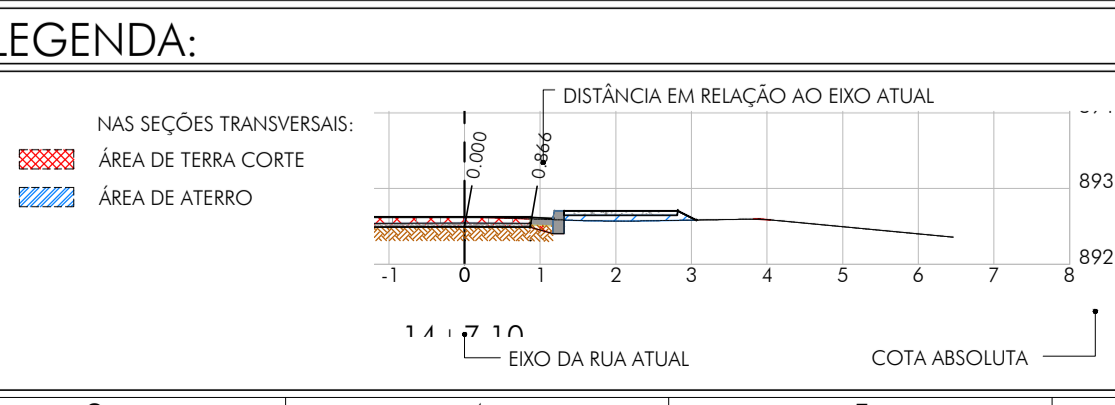 LEGENDA:
DISTÂNCIA EM RELAÇÃO AO EIXO ATUAL
NAS SEÇÕES TRANSVERSAIS:
ÁREA DE TERRA CORTE
ÁREA DE ATERRO
0.000
0.866
893
892
-1 0 1 2 3 4 5 6 7 8
EIXO DA RUA ATUAL
COTA ABSOLUTA